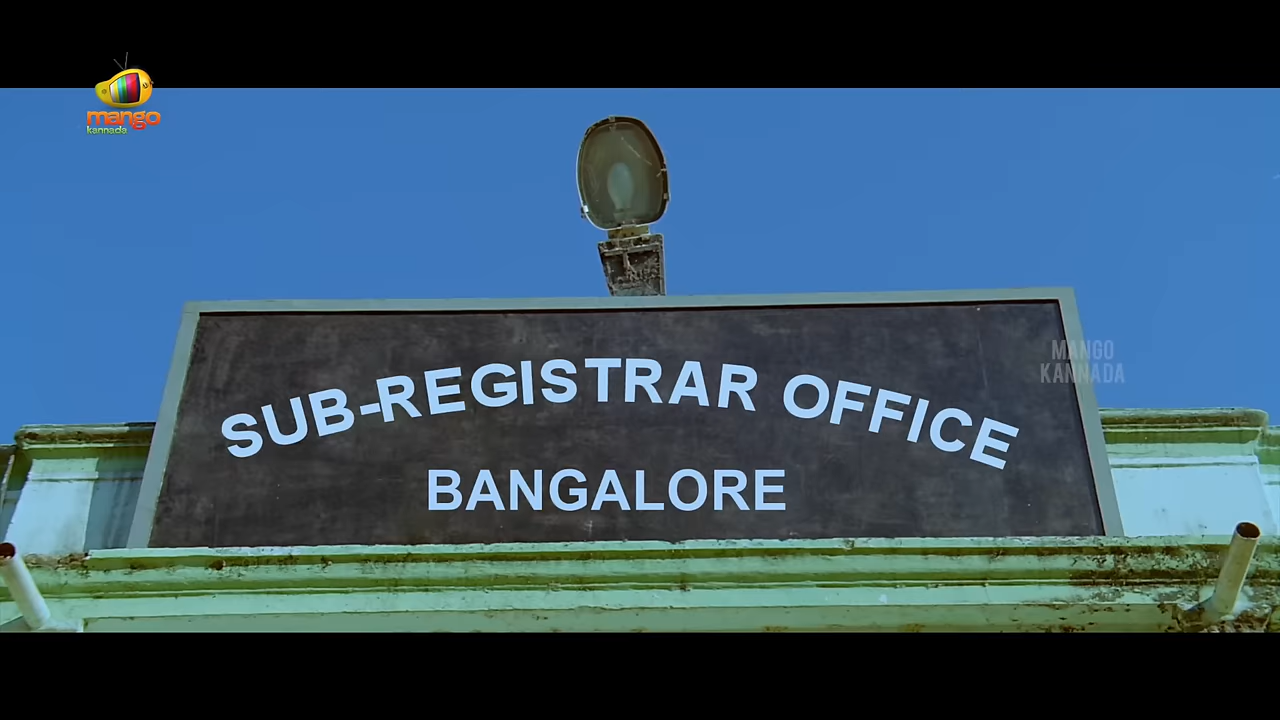 mango
kannada
SUB-REGISTRAR OFFICE
BANGALORE
MANGO
KANNADA